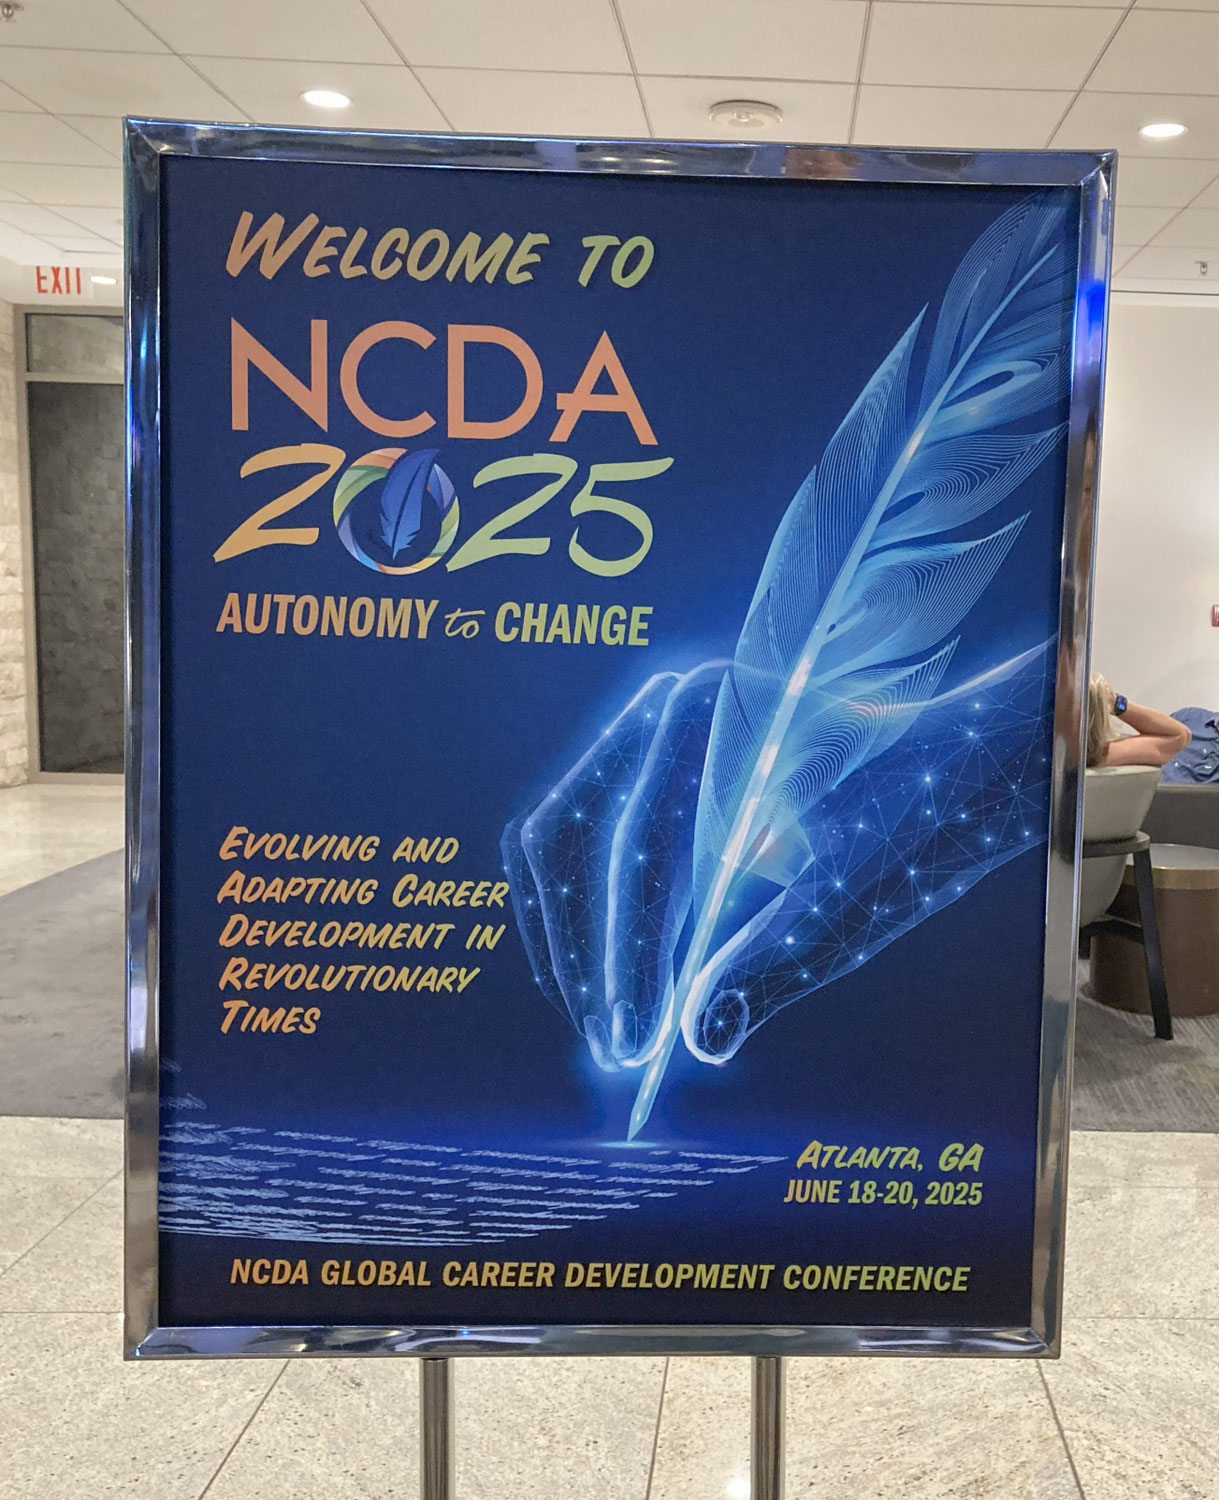 EXIT
WELCOME TO
NCDA
2025
AUTONOMY to CHANGE
EVOLVING AND
ADAPTING CAREER
DEVELOPMENT IN
REVOLUTIONARY
TIMES
ATLANTA, GA
JUNE 18-20, 2025
NCDA GLOBAL CAREER DEVELOPMENT CONFERENCE